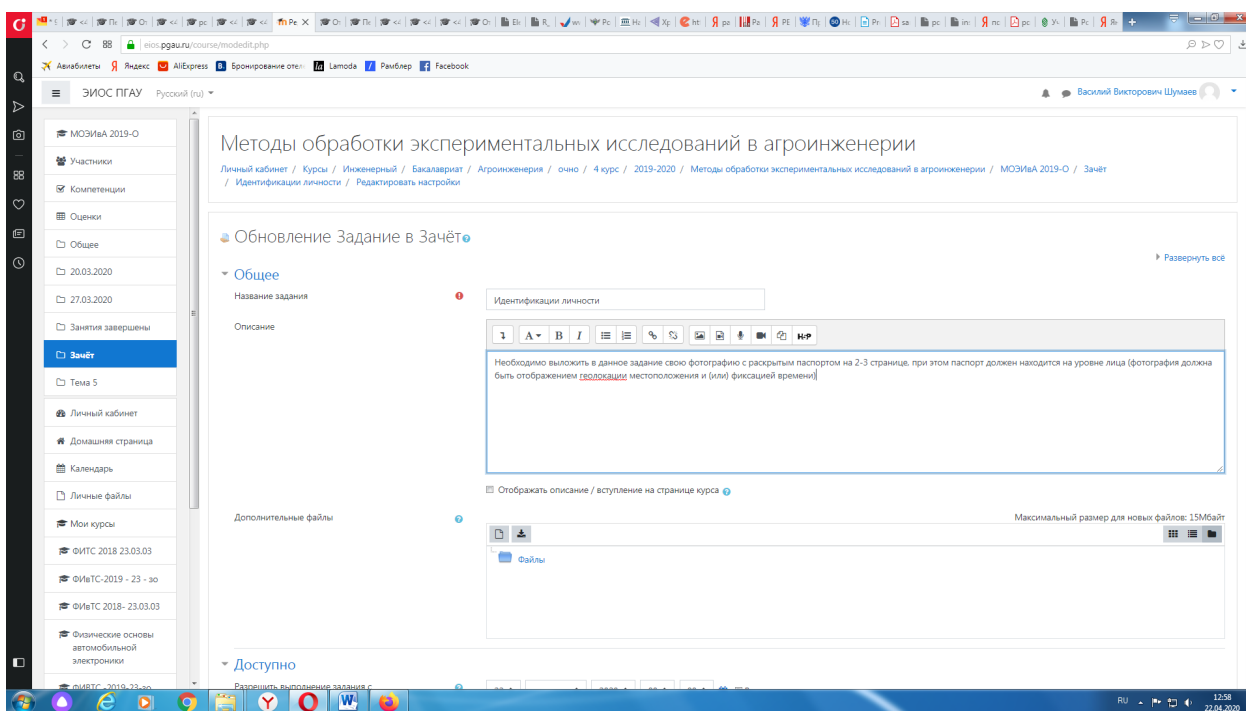 eios.pgau.ru/course/modedit.php
Авиабилеты Яндекс AliExpress Бронирование отел Lamoda Рамблер Facebook
ЭИОС ПГАУ Русский (ru)
Василий Викторович Шумаев
МОЭИвА 2019-О
Участники
Компетенции
Оценки
Общее
20.03.2020
27.03.2020
Занятия завершены
Зачёт
Тема 5
Личный кабинет
Домашняя страница
Календарь
Личные файлы
Мои курсы
ФИТС 2018 23.03.03
ФИвТС-2019 - 23 - зо
ФИвТС 2018- 23.03.03
Физические основы
автомобильной
электроники
ФИВТС -2019-23-зо
Методы обработки экспериментальных исследований в агроинженерии
Личный кабинет / Курсы / Инженерный / Бакалавриат / Агроинженерия / очно / 4 курс / 2019-2020 / Методы обработки экспериментальных исследований в агроинженерии / МОЭИвА 2019-О / Зачёт
/ Идентификации личности / Редактировать настройки
Обновление Задание в Зачёт
Развернуть всё
Общее
Название задания
Идентификации личности
Описание
Необходимо выложить в данное задание свою фотографию с раскрытым паспортом на 2-3 странице, при этом паспорт должен находится на уровне лица (фотография должна
быть отображением геолокации местоположения и (или) фиксацией времени)
Отображать описание / вступление на странице курса
Дополнительные файлы
Максимальный размер для новых файлов: 15Мбайт
Файлы
Доступно
Разрешить выполнение задания с
RU
12:58
22.04.2020